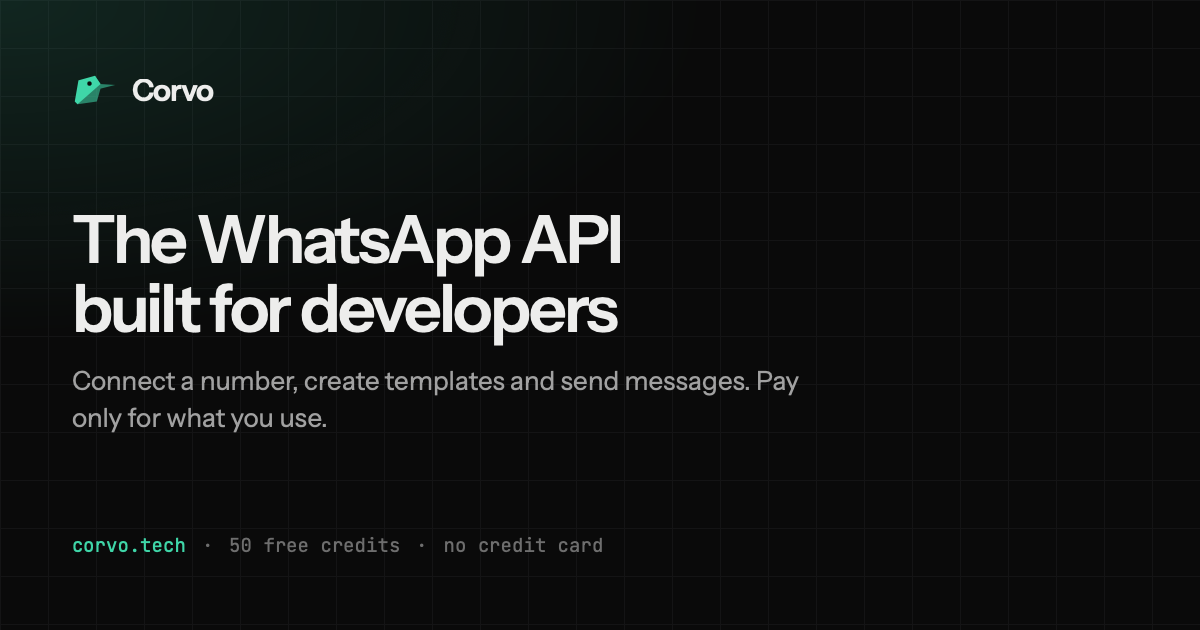 Corvo
The WhatsApp API
built for developers
Connect a number, create templates and send messages. Pay
only for what you use.
corvo.tech · 50 free credits · no credit card